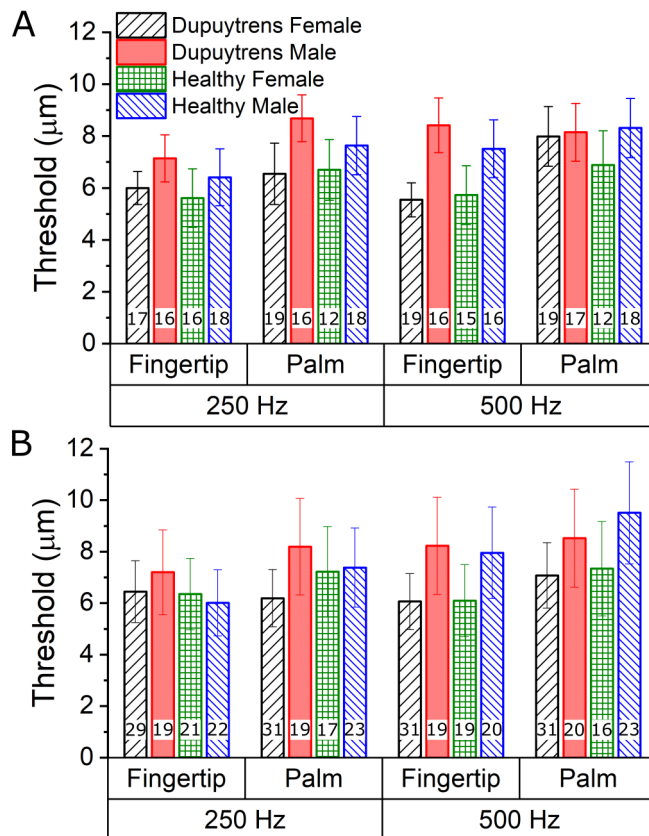 A
Dupuytrens Female
Dupuytrens Male
Healthy Female
Healthy Male
Threshold (μm)
12
10
8
6
4
2
0
17 16 16 18 19 16 12 18 19 16 15 16 19 17 12 18
Fingertip Palm Fingertip Palm
250 Hz 500 Hz
B
Threshold (μm)
12
10
8
6
4
2
0
29 19 21 22 31 19 17 23 31 19 19 20 31 20 16 23
Fingertip Palm Fingertip Palm
250 Hz 500 Hz